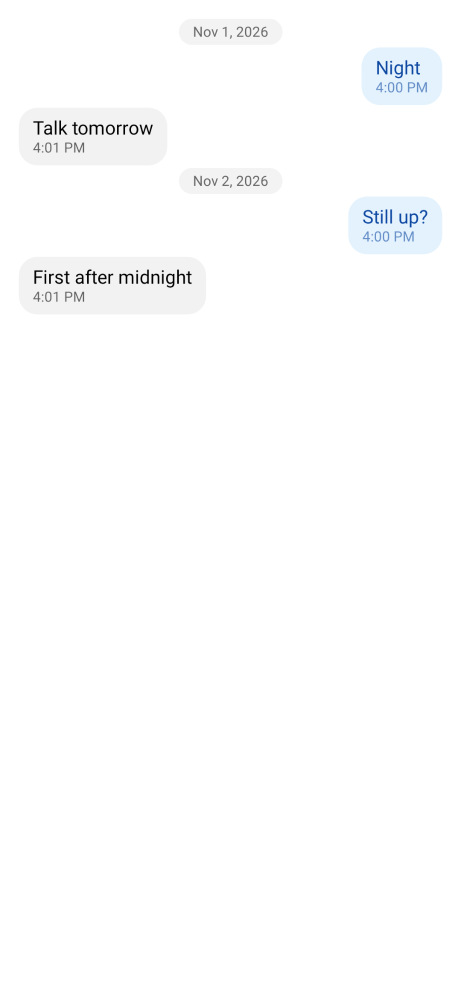 Nov 1, 2026
Night
4:00 PM
Talk tomorrow
4:01 PM
Nov 2, 2026
Still up?
4:00 PM
First after midnight
4:01 PM